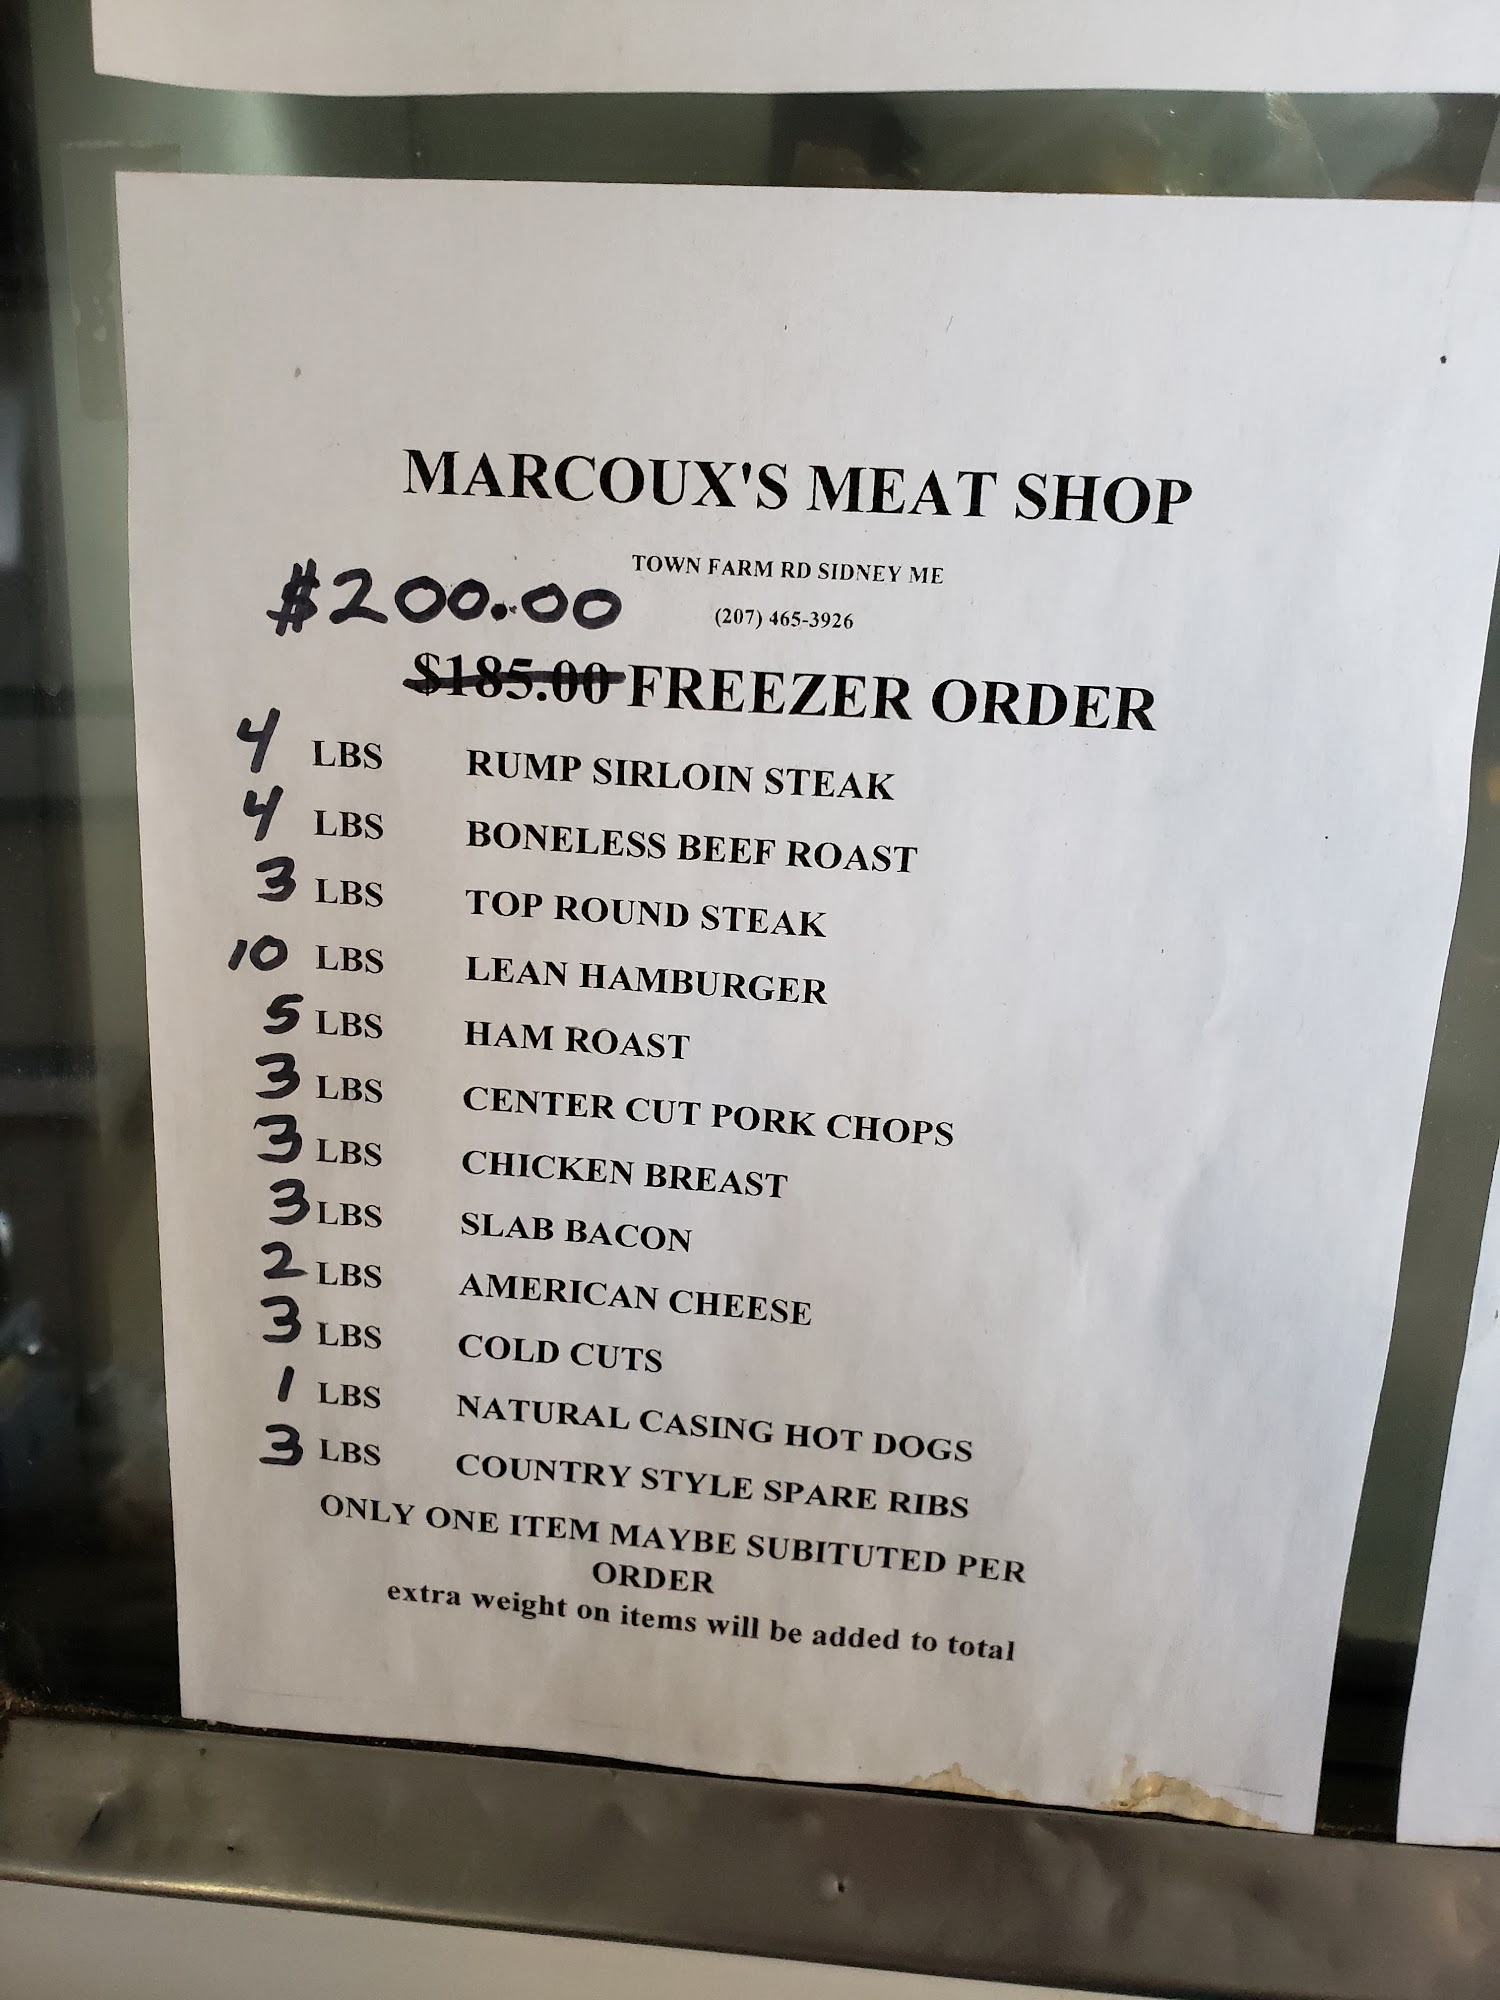 MARCOUX'S MEAT SHOP
TOWN FARM RD SIDNEY ME
$200.00
(207) 465-3926
$185.00 FREEZER ORDER
4 LBS RUMP SIRLOIN STEAK
4 LBS BONELESS BEEF ROAST
3 LBS TOP ROUND STEAK
10 LBS LEAN HAMBURGER
5 LBS HAM ROAST
3 LBS CENTER CUT PORK CHOPS
3 LBS CHICKEN BREAST
3 LBS SLAB BACON
2 LBS AMERICAN CHEESE
3 LBS COLD CUTS
1 LBS NATURAL CASING HOT DOGS
3 LBS COUNTRY STYLE SPARE RIBS
ONLY ONE ITEM MAYBE SUBITUTED PER
ORDER
extra weight on items will be added to total